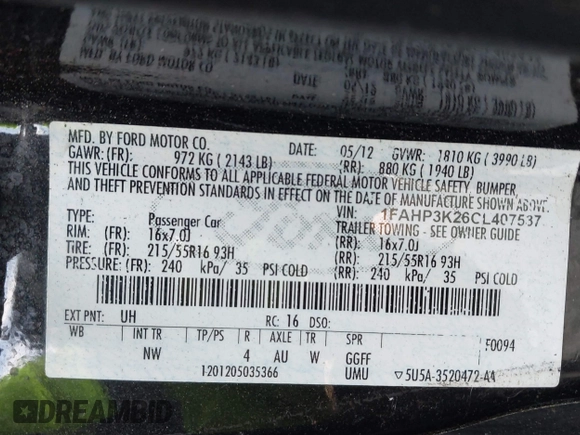 MFD. BY FORD MOTOR CO. DATE: 05/12 GVWR: 1810 KG ( 3990 LB)
GAWR: (FR): 972 KG ( 2143 LB) (RR): 880 KG ( 1940 LB)
THIS VEHICLE CONFORMS TO ALL APPLICABLE FEDERAL MOTOR VEHICLE SAFETY, BUMPER,
AND THEFT PREVENTION STANDARDS IN EFFECT ON THE DATE OF MANUFACTURE SHOWN ABOVE.
VIN: 1FAHP3K26CL407537
TYPE: Passenger Car TRAILER TOWING - SEE OWNER GUIDE
RIM: (FR) 16x7.0J (RR): 16x7.0J
TIRE: (FR) 215/55R16 93H (RR): 215/55R16 93H
PRESSURE: (FR) 240 kPa/ 35 PSI COLD (RR): 240 kPa/ 35 PSI COLD
EXT PNT: UH RC: 16 DSO: F0094
WB INT TR TP/PS R AXLE TR SPR
NW 4 AU W GGFF
1201205035366 UMU ▽5U5A-3520472-AA
DREAMBID